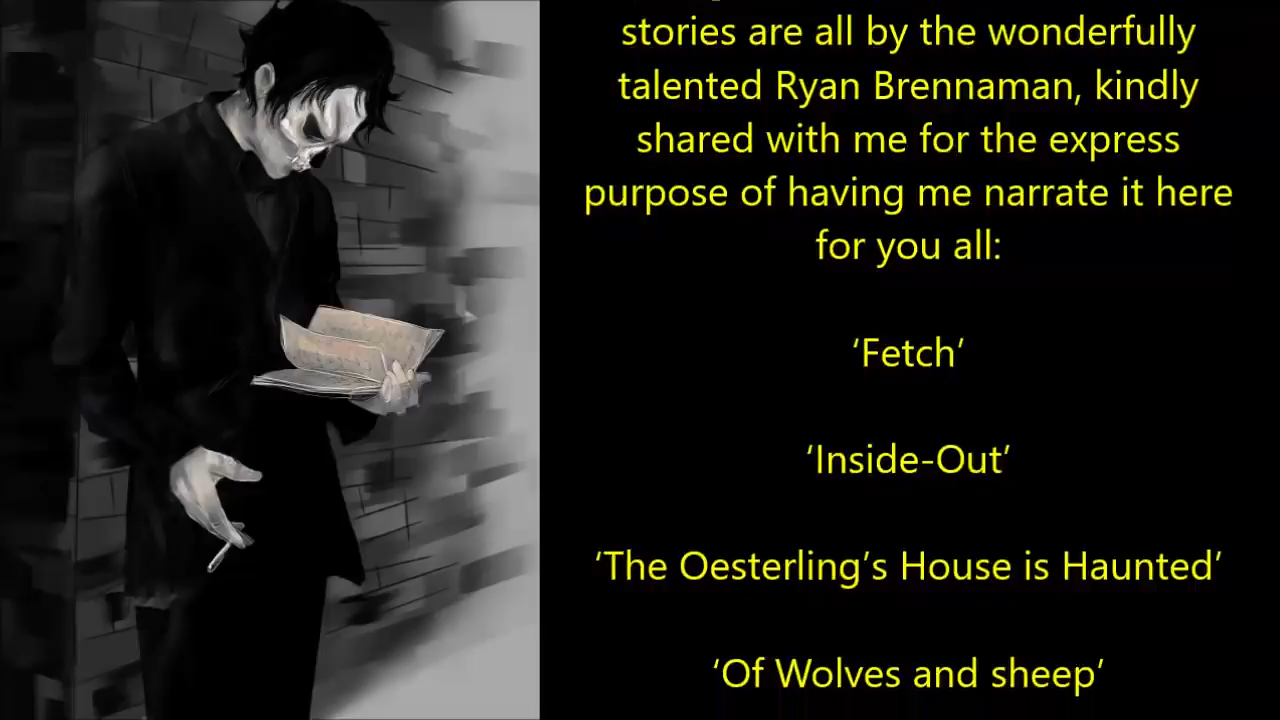 stories are all by the wonderfully
talented Ryan Brennaman, kindly
shared with me for the express
purpose of having me narrate it here
for you all:
‘Fetch’
‘Inside-Out’
‘The Oesterling’s House is Haunted’
‘Of Wolves and sheep’